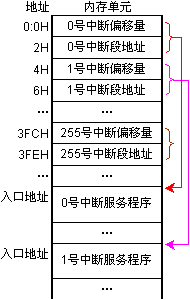 地址 内存单元
0:0H 0号中断偏移量
2H 0号中断段地址
4H 1号中断偏移量
6H 1号中断段地址
... ...
3FCH 255号中断偏移量
3FEH 255号中断段地址
...
入口地址
0号中断服务程序
...
入口地址
1号中断服务程序
...